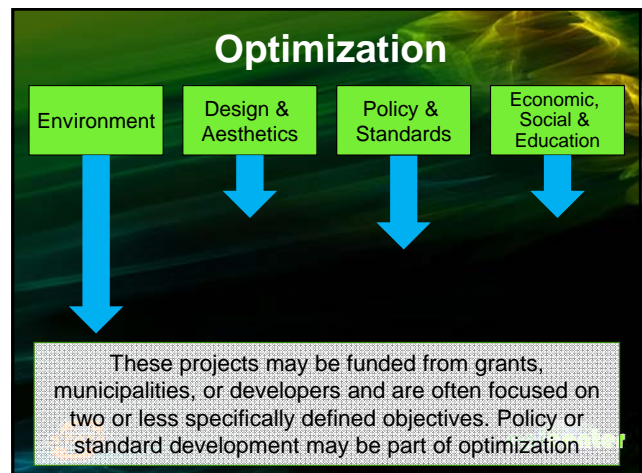 Optimization
Environment
Design &
Aesthetics
Policy &
Standards
Economic,
Social &
Education
These projects may be funded from grants,
municipalities, or developers and are often focused on
two or less specifically defined objectives. Policy or
standard development may be part of optimization